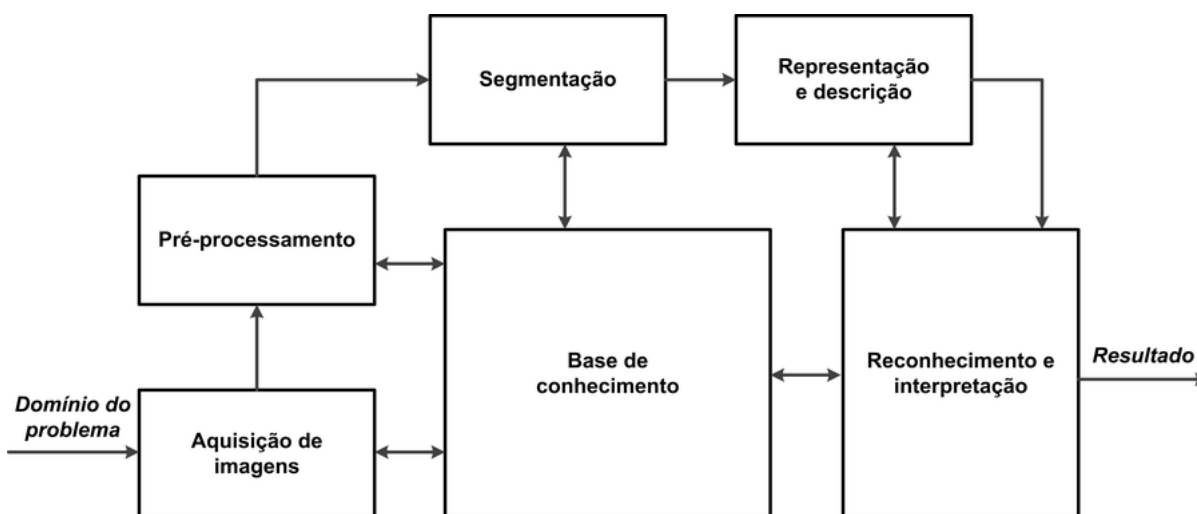 Segmentação
Representação
e descrição
Pré-processamento
Base de
conhecimento
Reconhecimento e
interpretação
Resultado
Domínio do
problema
Aquisição de
imagens